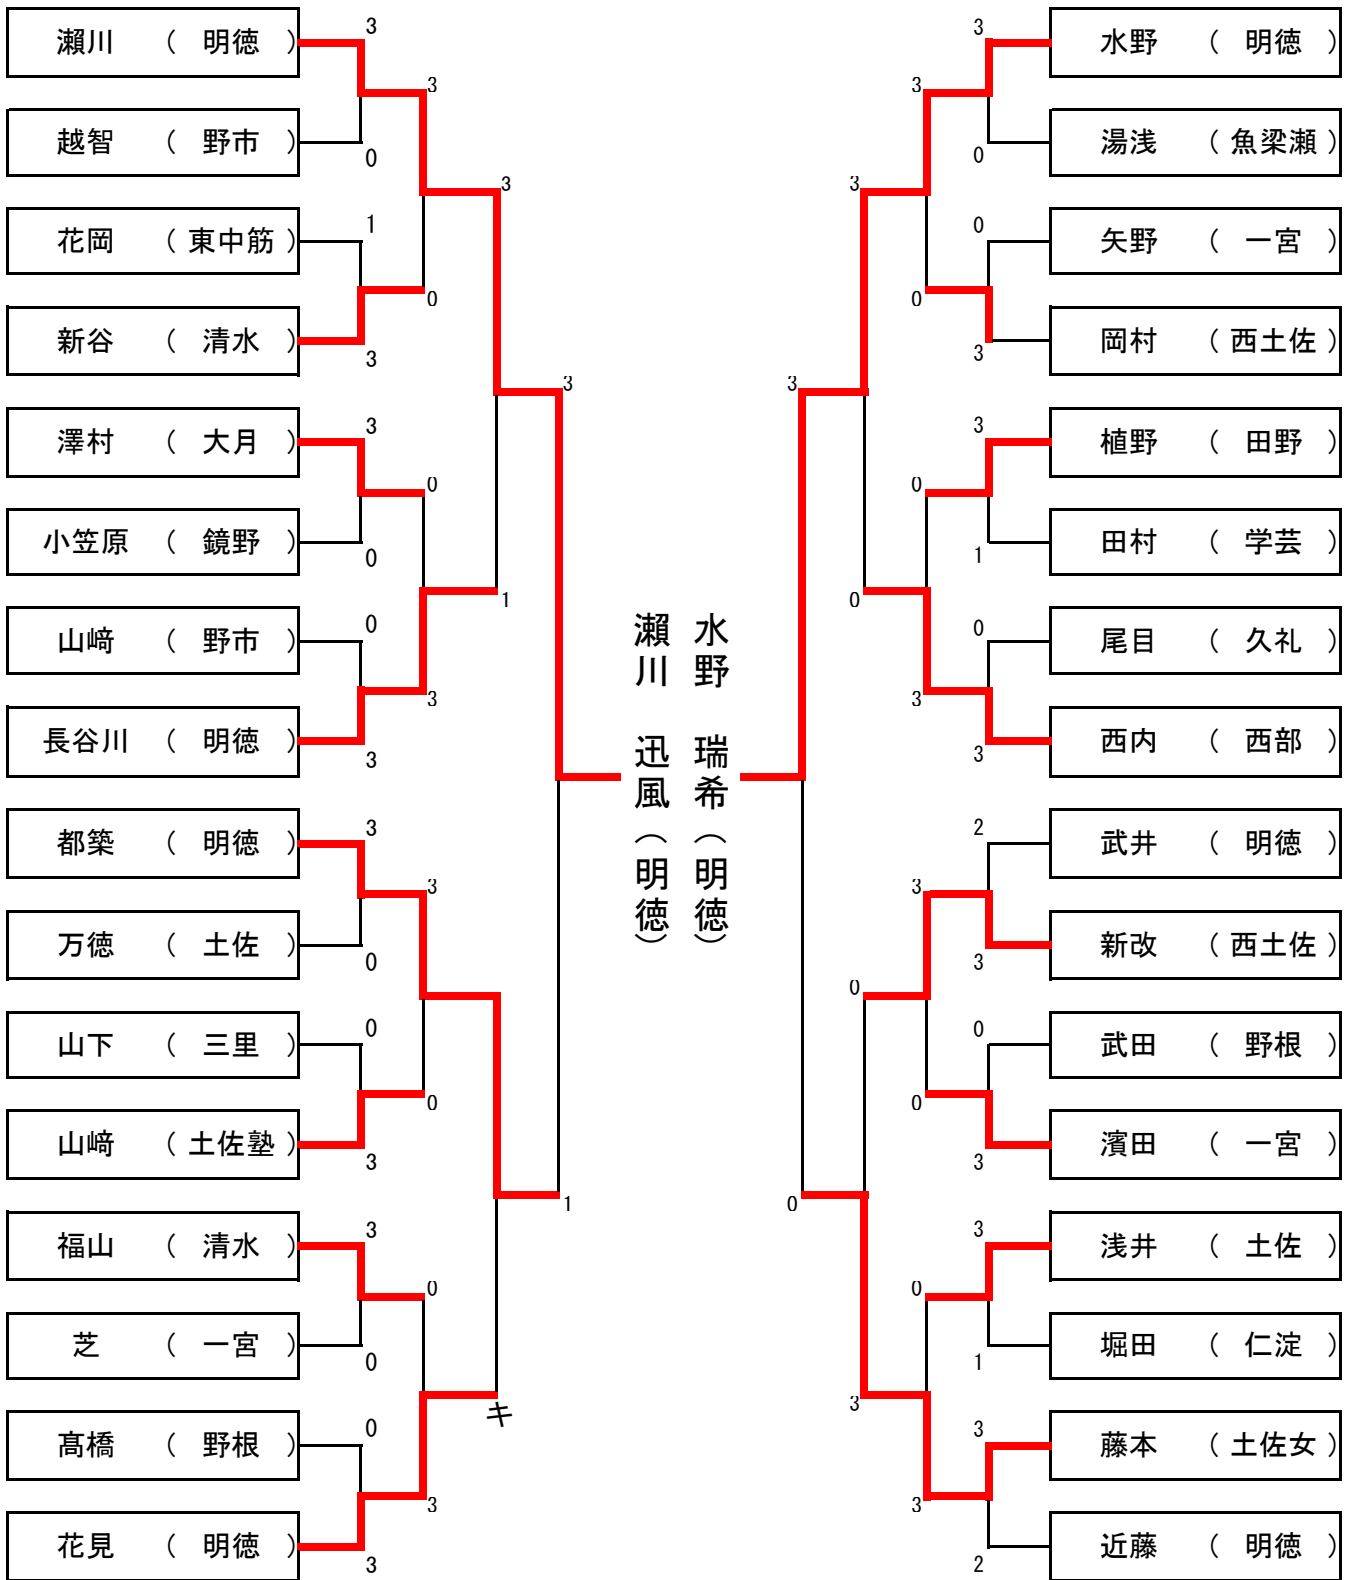 瀨川 （ 明徳 ）
越智 （ 野市 ）
花岡 （ 東中筋 ）
新谷 （ 清水 ）
澤村 （ 大月 ）
小笠原 （ 鏡野 ）
山﨑 （ 野市 ）
長谷川 （ 明徳 ）
都築 （ 明徳 ）
万徳 （ 土佐 ）
山下 （ 三里 ）
山﨑 （ 土佐塾 ）
福山 （ 清水 ）
芝 （ 一宮 ）
髙橋 （ 野根 ）
花見 （ 明徳 ）
3
0
1
3
3
0
0
3
3
0
0
3
3
0
0
3
3
0
0
3
3
0
0
3
3
1
キ
3
1
水野 瑞希（明徳）
瀨川 迅風（明徳）
3
0
3
0
0
3
3
0
0
3
3
0
0
3
0
3
3
0
0
3
3
1
0
3
2
3
0
3
3
1
3
2
水野 （ 明徳 ）
湯浅 （ 魚梁瀬 ）
矢野 （ 一宮 ）
岡村 （ 西土佐 ）
植野 （ 田野 ）
田村 （ 学芸 ）
尾目 （ 久礼 ）
西内 （ 西部 ）
武井 （ 明徳 ）
新改 （ 西土佐 ）
武田 （ 野根 ）
濱田 （ 一宮 ）
浅井 （ 土佐 ）
堀田 （ 仁淀 ）
藤本 （ 土佐女 ）
近藤 （ 明徳 ）